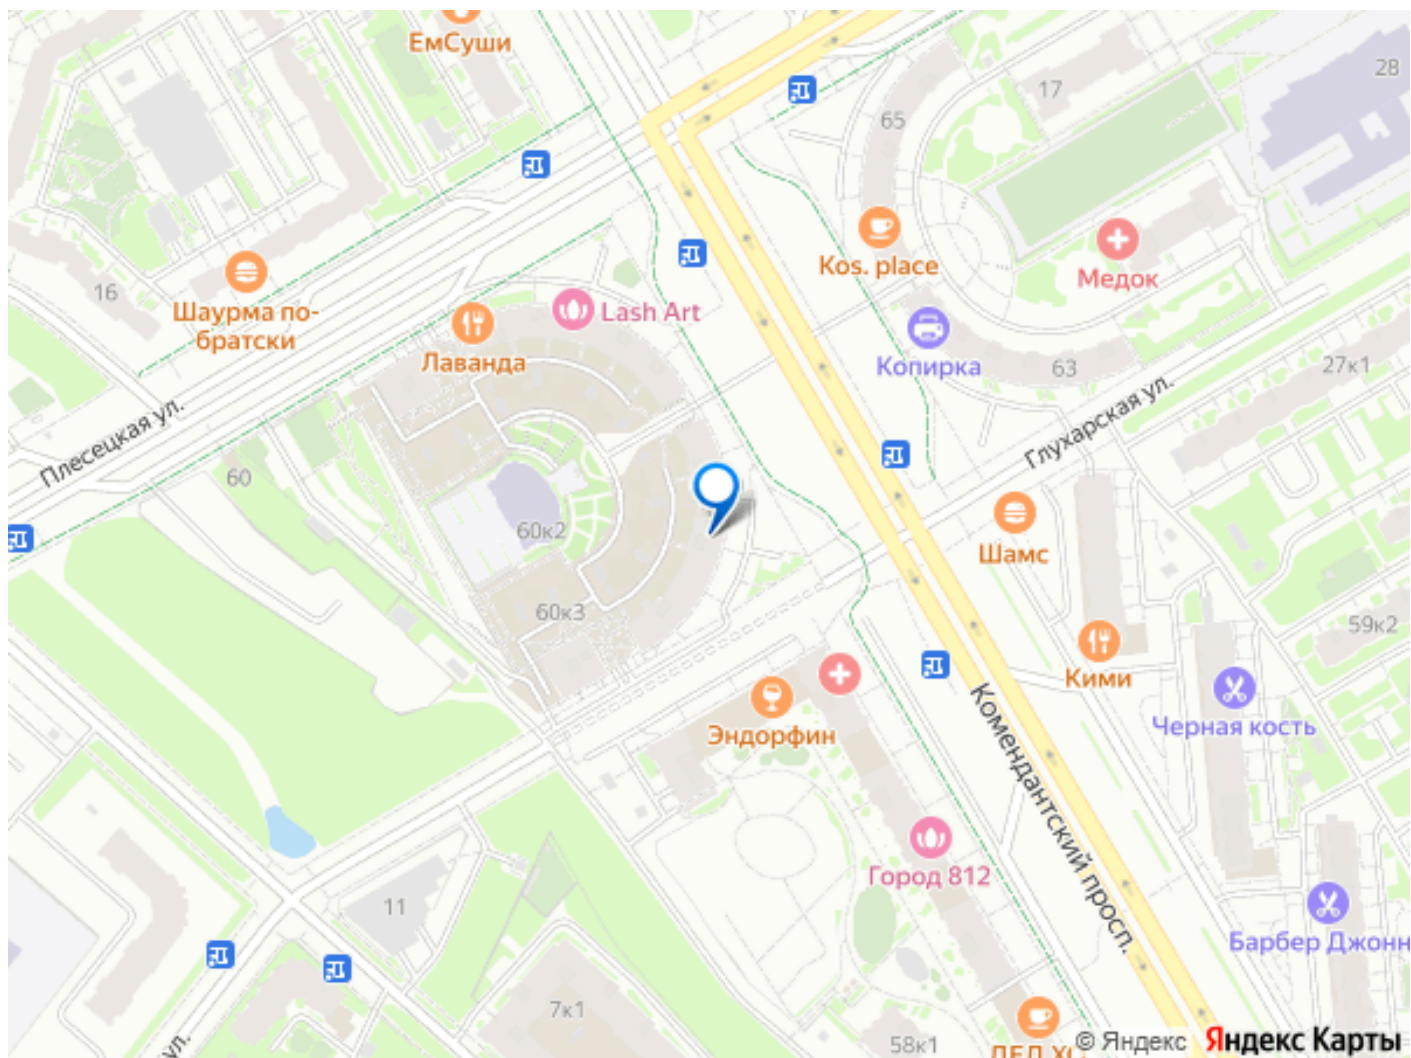 ЕмСуши
28
17
65
Kos. place
Медок
16
Шаурма по-
братски
Lash Art
Лаванда
Копирка
63
27к1
Плесецкая ул.
Глухарская ул.
60
60к2
Шамс
60к3
59к2
Кими
Эндорфин
Черная кость
Комендантский просп.
Город 812
11
Барбер Джонн
7к1
ул.
58к1
© Яндекс
Яндекс Карты